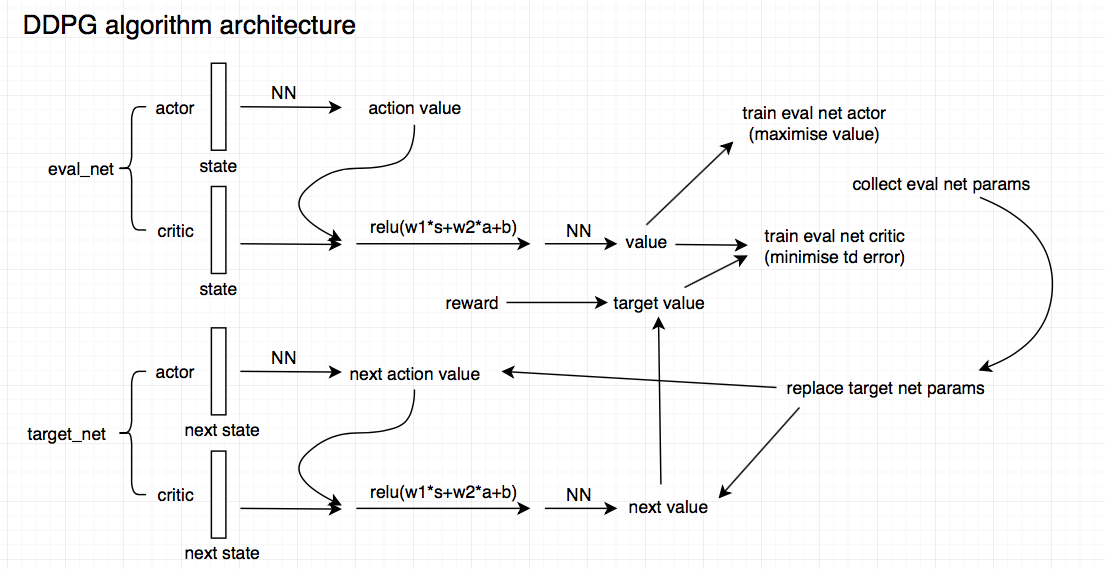 DDPG algorithm architecture
actor
NN
action value
train eval net actor
(maximise value)
eval_net
state
collect eval net params
critic
relu(w1*s+w2*a+b)
NN
value
train eval net critic
(minimise td error)
state
reward
target value
actor
NN
next action value
replace target net params
target_net
next state
critic
relu(w1*s+w2*a+b)
NN
next value
next state